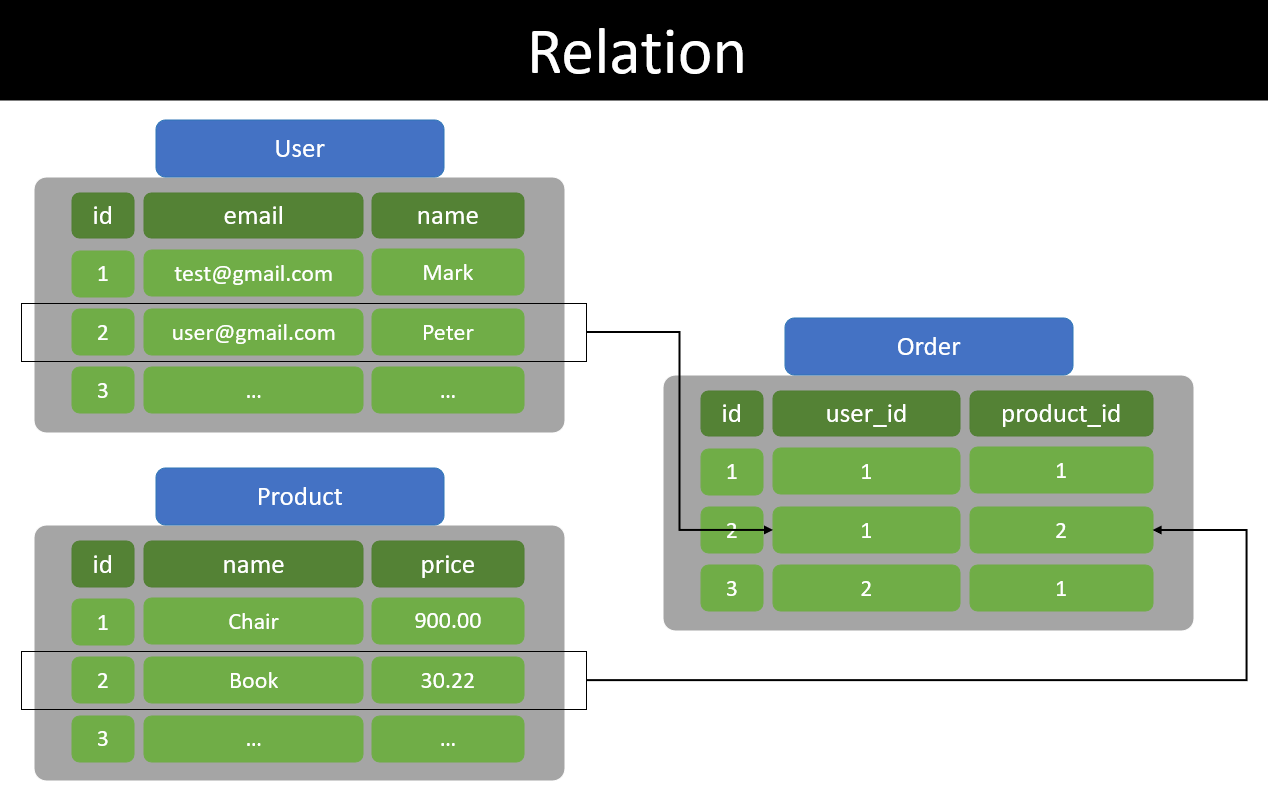 Relation
User
id email name
1 test@gmail.com Mark
2 user@gmail.com Peter
3 ... ...
Product
id name price
1 Chair 900.00
2 Book 30.22
3 ... ...
Order
id user_id product_id
1 1 1
2 1 2
3 2 1